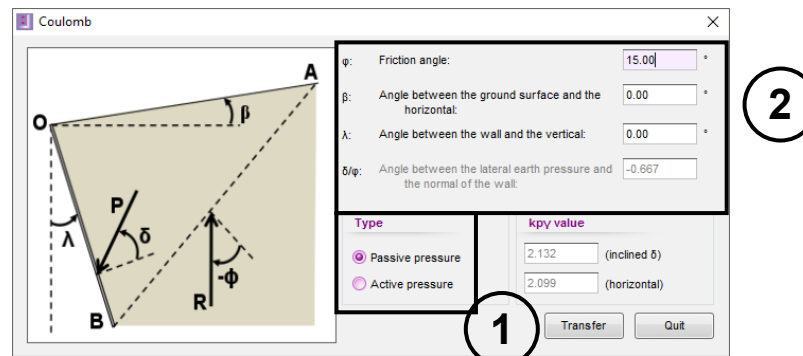 Coulomb
A
β
O
P
δ
λ
-ϕ
R
B
φ: Friction angle: 15.00 °
β: Angle between the ground surface and the
horizontal: 0.00 °
λ: Angle between the wall and the vertical: 0.00 °
δ/φ: Angle between the lateral earth pressure and
the normal of the wall: -0.667
2
Type
Passive pressure
Active pressure
kpγ value
2.132 (inclined δ)
2.099 (horizontal)
1
Transfer Quit